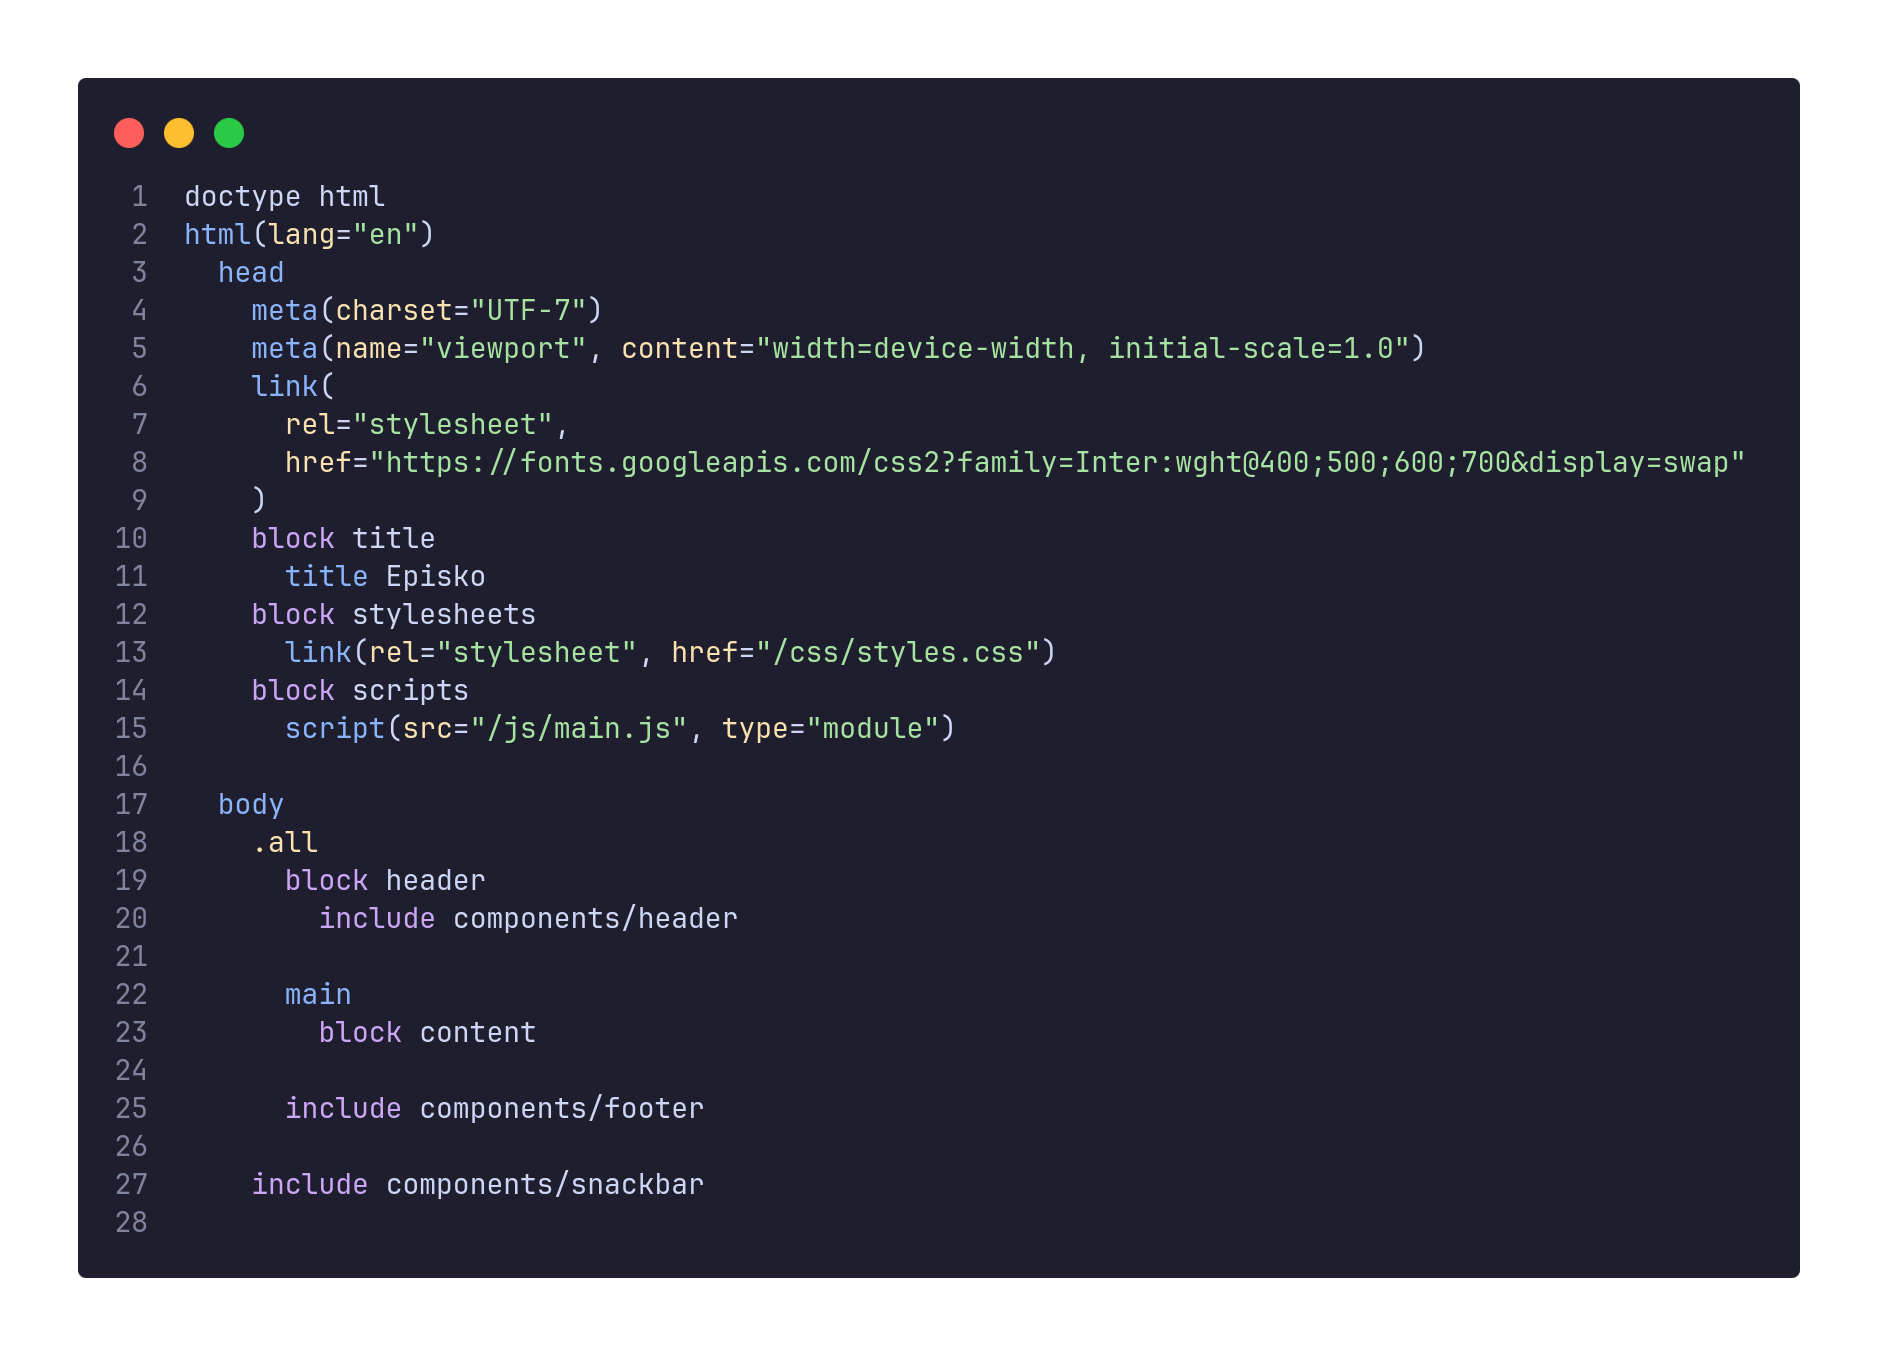 1 doctype html
2 html(lang="en")
3   head
4     meta(charset="UTF-7")
5     meta(name="viewport", content="width=device-width, initial-scale=1.0")
6     link(
7       rel="stylesheet",
8       href="https://fonts.googleapis.com/css2?family=Inter:wght@400;500;600;700&display=swap"
9     )
10     block title
11       title Episko
12     block stylesheets
13       link(rel="stylesheet", href="/css/styles.css")
14     block scripts
15       script(src="/js/main.js", type="module")
16
17   body
18     .all
19       block header
20         include components/header
21
22       main
23         block content
24
25       include components/footer
26
27     include components/snackbar
28